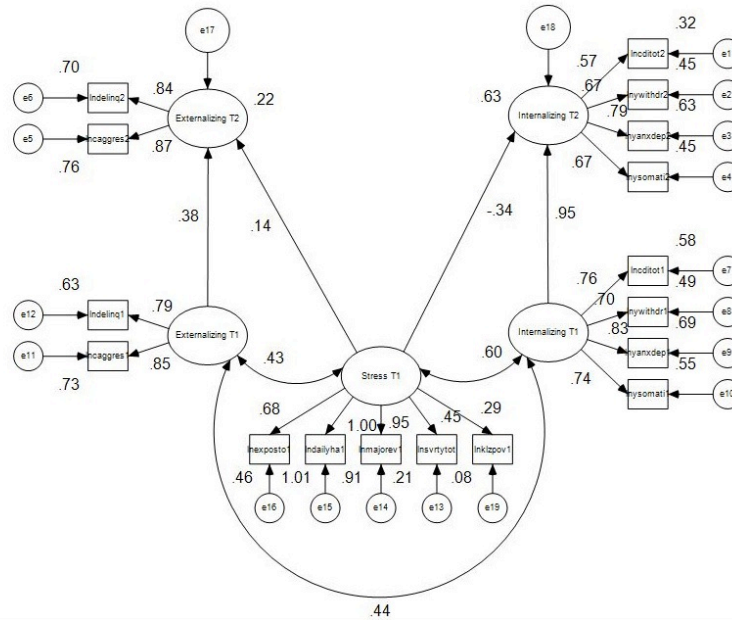 e17
e18
.32
.70
.84
.22
.57
lncditot2
e1
.45
e6
lndelinq2
.63
.67
nywithdr2
e2
Externalizing T2
Internalizing T2
.79
.63
e5
lncaggres2
nyanxdep2
e3
.87
.45
.76
.67
nysomati2
e4
.38
.14
-.34
.95
.58
.63
.76
lncditot1
e7
.49
e12
lndelinq1
.79
.70
nywithdr1
e8
Externalizing T1
Internalizing T1
.83
.69
e11
lncaggres1
.43
.60
nyanxdep1
e9
.85
.55
.73
Stress T1
.74
nysomati1
e10
.68
1.00
.95
.45
.29
lnexposto1
lndailyha1
lnmajorev1
lnsvrtytot
lnklzpov1
.46
1.01
.91
.21
.08
e16
e15
e14
e13
e19
.44